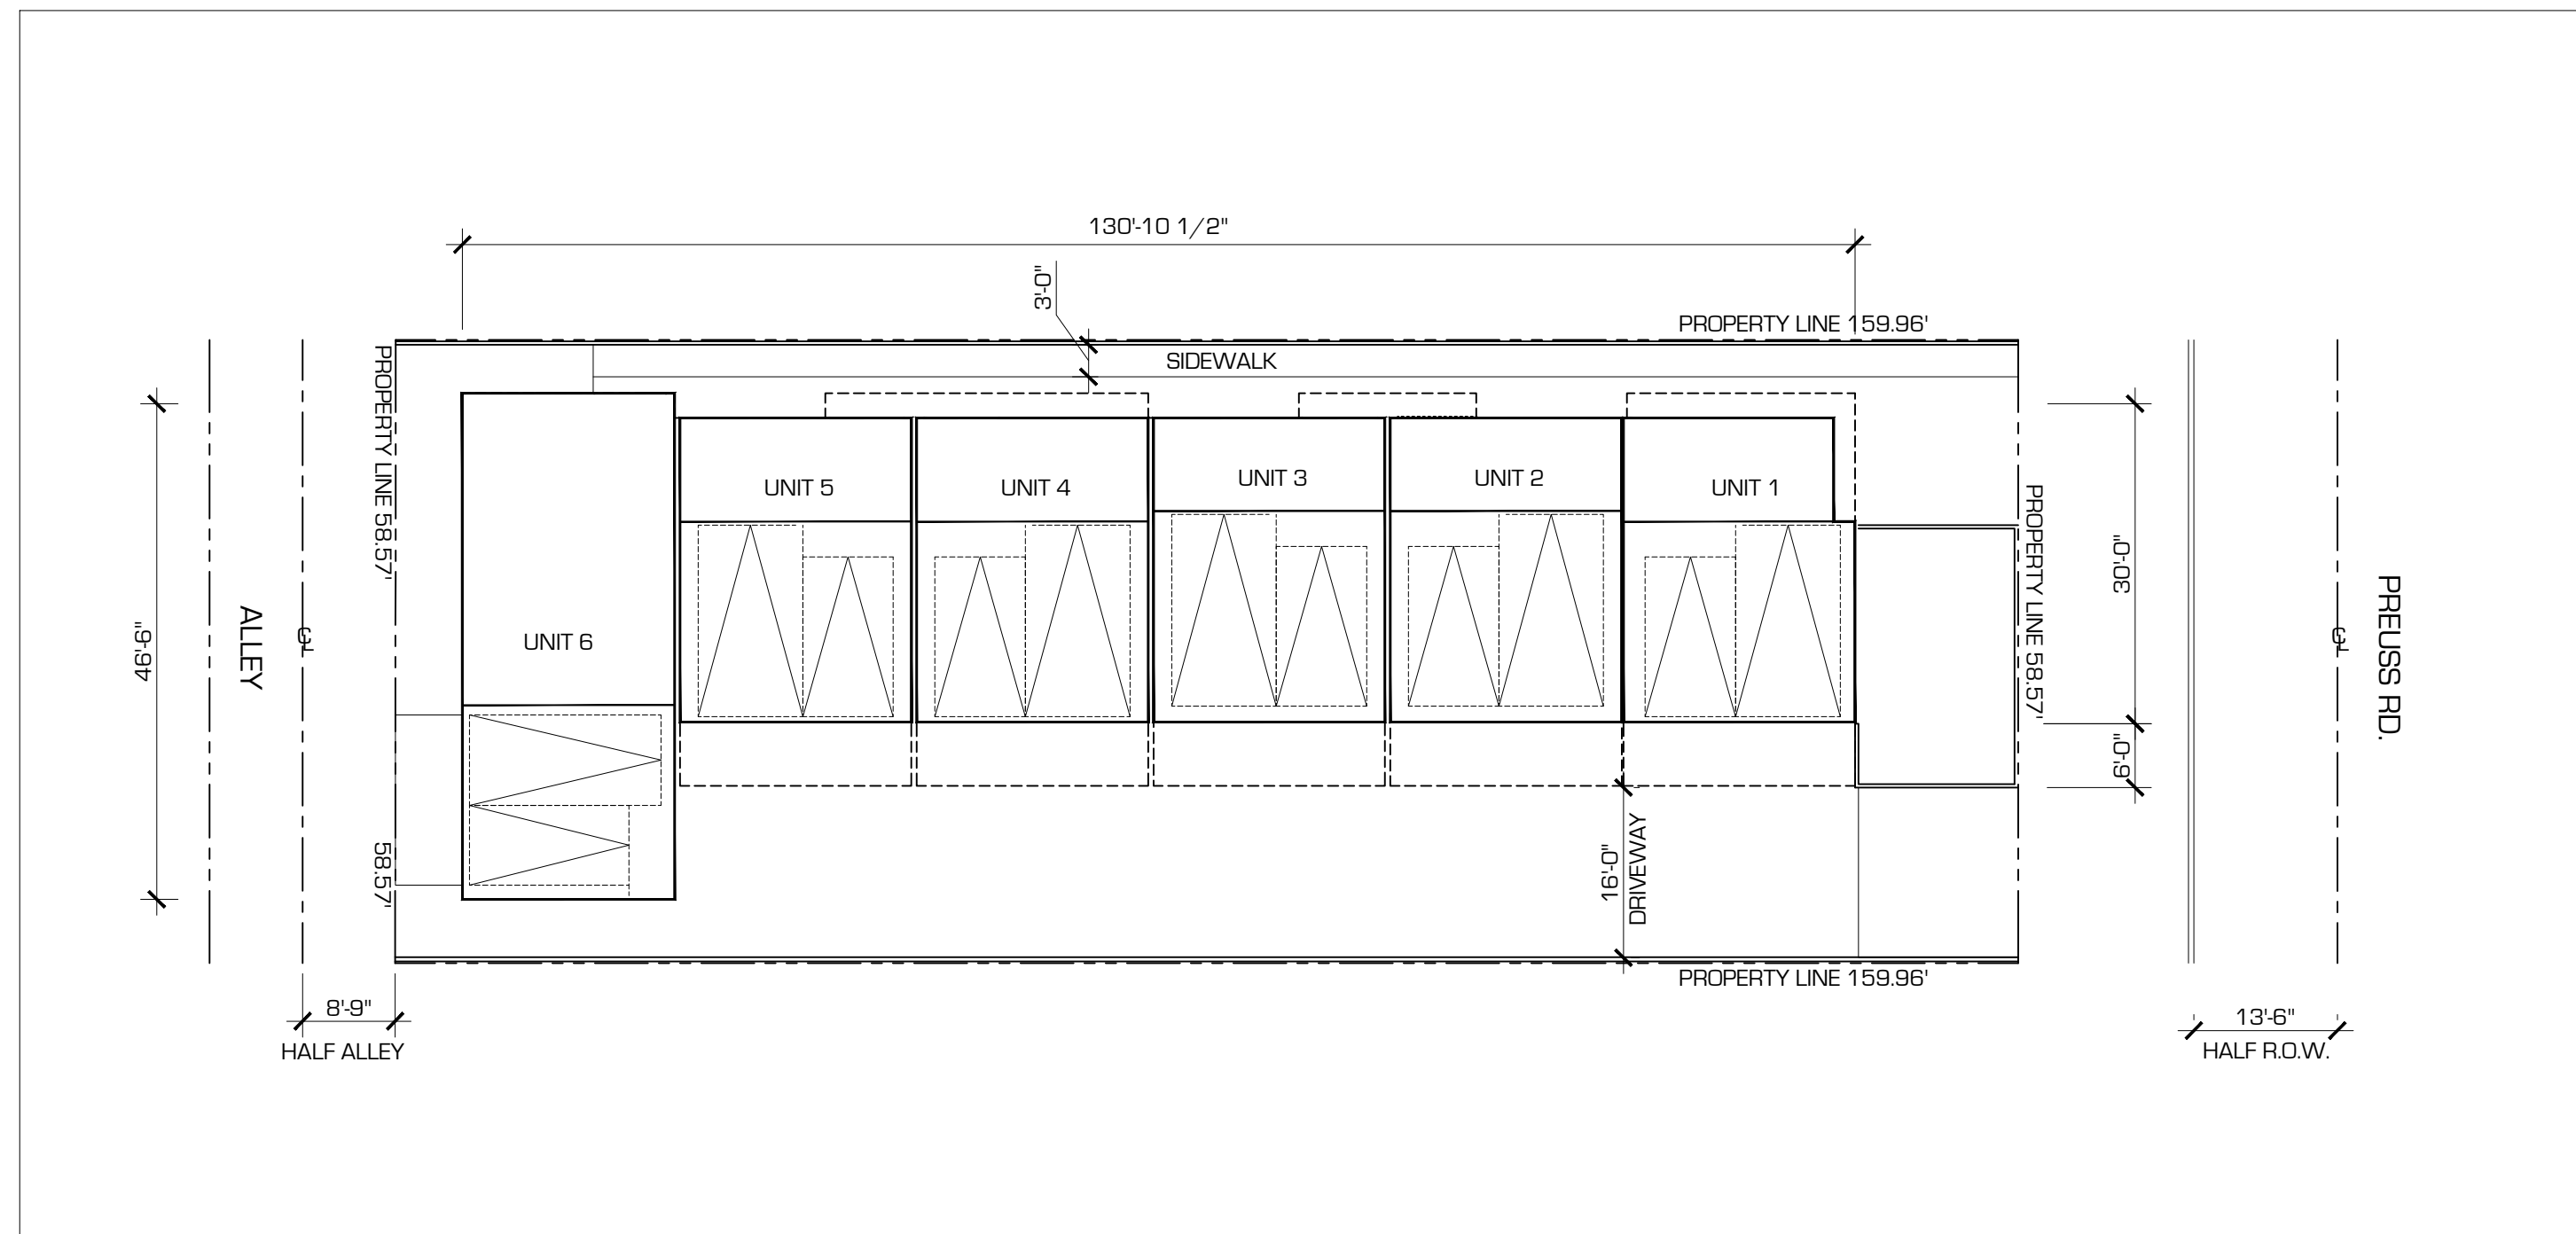 130'-10 1/2"
3'-0"
PROPERTY LINE 159.96'
SIDEWALK
PROPERTY LINE 58.57'
UNIT 5
UNIT 4
UNIT 3
UNIT 2
UNIT 1
PROPERTY LINE 58.57'
30'-0"
46'-6"
ALLEY
CL
UNIT 6
CL
PREUSS RD.
6'-0"
58.57'
16'-0"
DRIVEWAY
PROPERTY LINE 159.96'
8'-9"
HALF ALLEY
13'-6"
HALF R.O.W.